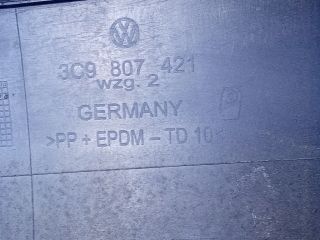 3C9 807 421
wzg. 2
GERMANY
>PP + EPDM - TD 10<